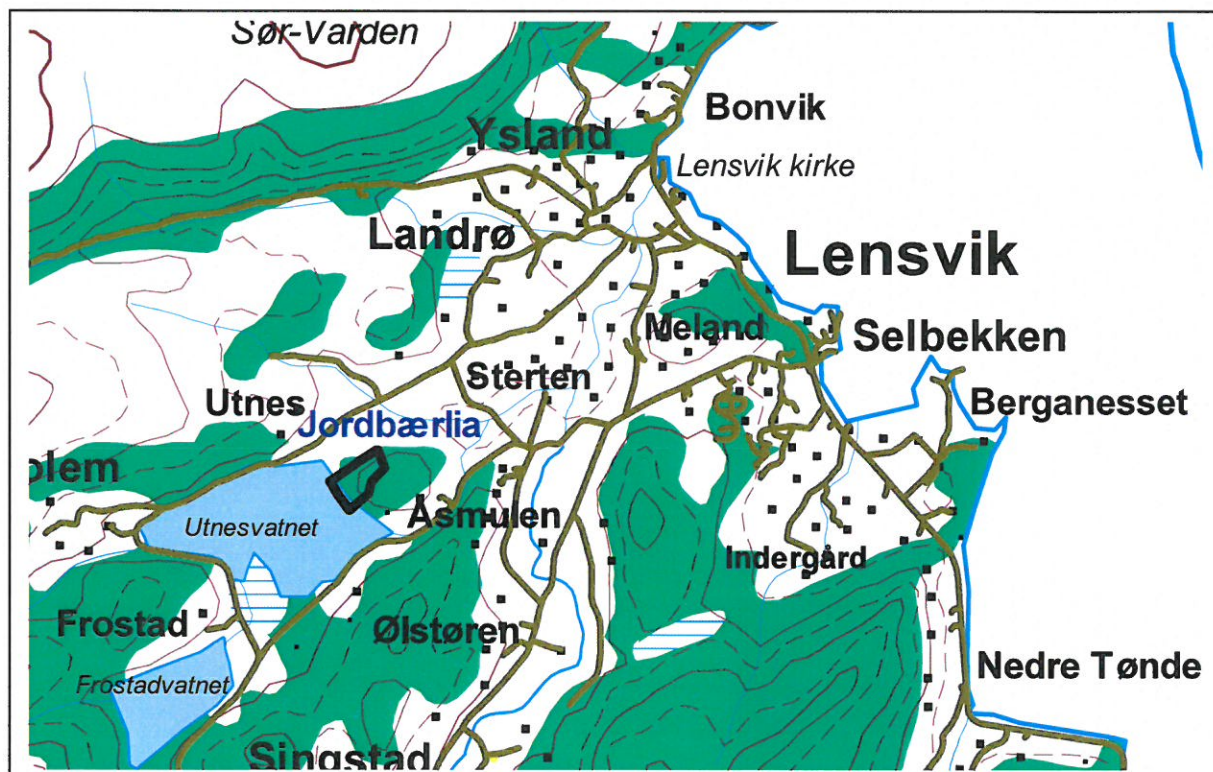 Sør-Varden
Bonvik
Ysland
Lensvik kirke
Landrø
Lensvik
Meland
Selbekken
Sterten
Utnes
Berganesset
Jordbærlia
olem
Utnesvatnet
Åsmulen
Indergård
Frostad
Ølstøren
Nedre Tønde
Frostadvatnet
Singstad